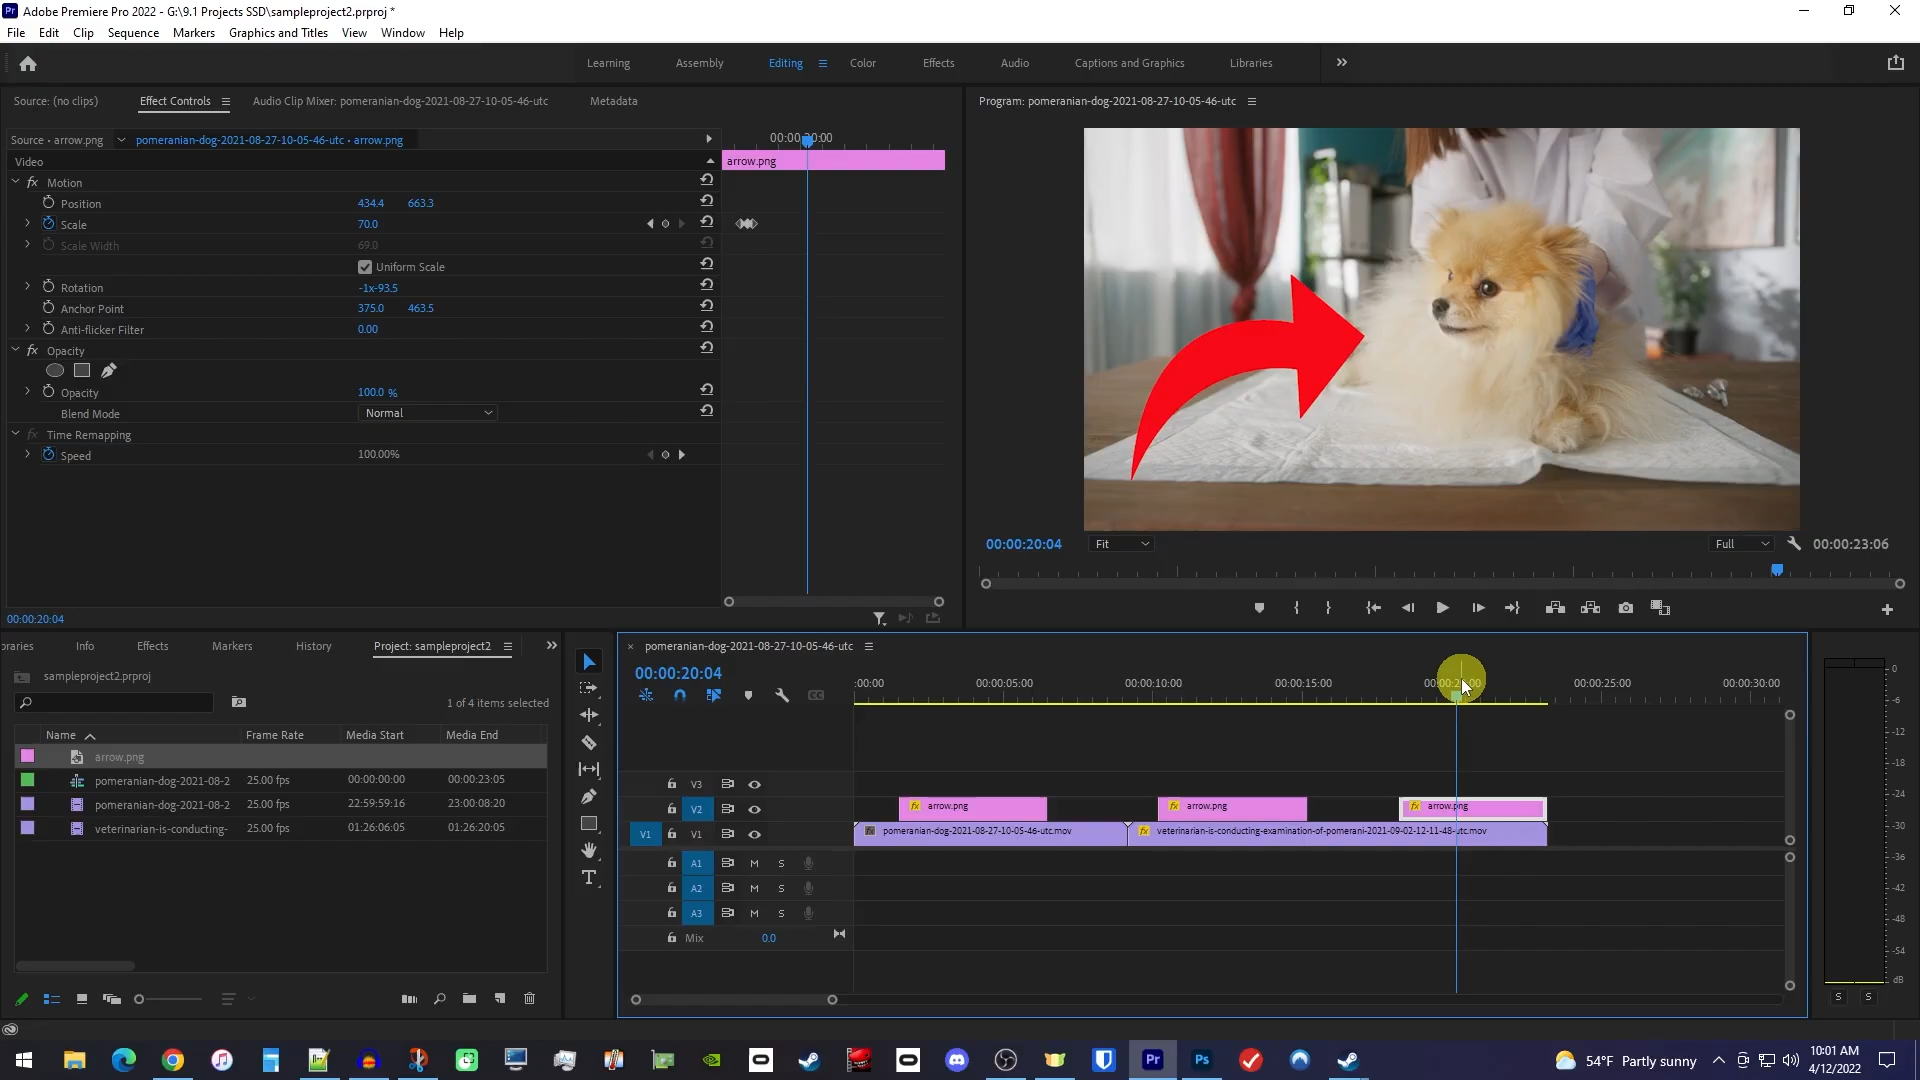 Adobe Premiere Pro 2022 - G:\9.1 Projects SSD\sampleproject2.prproj *
File Edit Clip Sequence Markers Graphics and Titles View Window Help
Learning Assembly Editing Color Effects Audio Captions and Graphics Libraries
Source: (no clips) Effect Controls Audio Clip Mixer: pomeranian-dog-2021-08-27-10-05-46-utc Metadata
Program: pomeranian-dog-2021-08-27-10-05-46-utc
Source • arrow.png pomeranian-dog-2021-08-27-10-05-46-utc • arrow.png
Video arrow.png
fx Motion
Position 434.4 663.3
Scale 70.0
Scale Width 69.0
Uniform Scale
Rotation -1x-93.5
Anchor Point 375.0 463.5
Anti-flicker Filter 0.00
fx Opacity
Opacity 100.0 %
Blend Mode Normal
fx Time Remapping
Speed 100.00%
00:00:20:04
00:00:20:04 Fit Full 00:00:23:06
Info Effects Markers History Project: sampleproject2
sampleproject2.prproj
1 of 4 items selected
Name Frame Rate Media Start Media End
arrow.png
pomeranian-dog-2021-08-2 25.00 fps 00:00:00:00 00:00:23:05
pomeranian-dog-2021-08-2 25.00 fps 22:59:59:16 23:00:08:20
veterinarian-is-conducting- 25.00 fps 01:26:06:05 01:26:20:05
× pomeranian-dog-2021-08-27-10-05-46-utc
00:00:20:04
:00:00 00:00:05:00 00:00:10:00 00:00:15:00 00:00:25:00 00:00:30:00
V3
V2 fx arrow.png fx arrow.png fx arrow.png
V1 V1 fx pomeranian-dog-2021-08-27-10-05-46-utc.mov fx veterinarian-is-conducting-examination-of-pomerani-2021-09-02-12-11-48-utc.mov
A1 M S
A2 M S
A3 M S
Mix 0.0
0
-6
-12
-18
-24
-30
-36
-42
-48
-54
dB
S S
Pr Ps
54°F Partly sunny
10:01 AM
4/12/2022